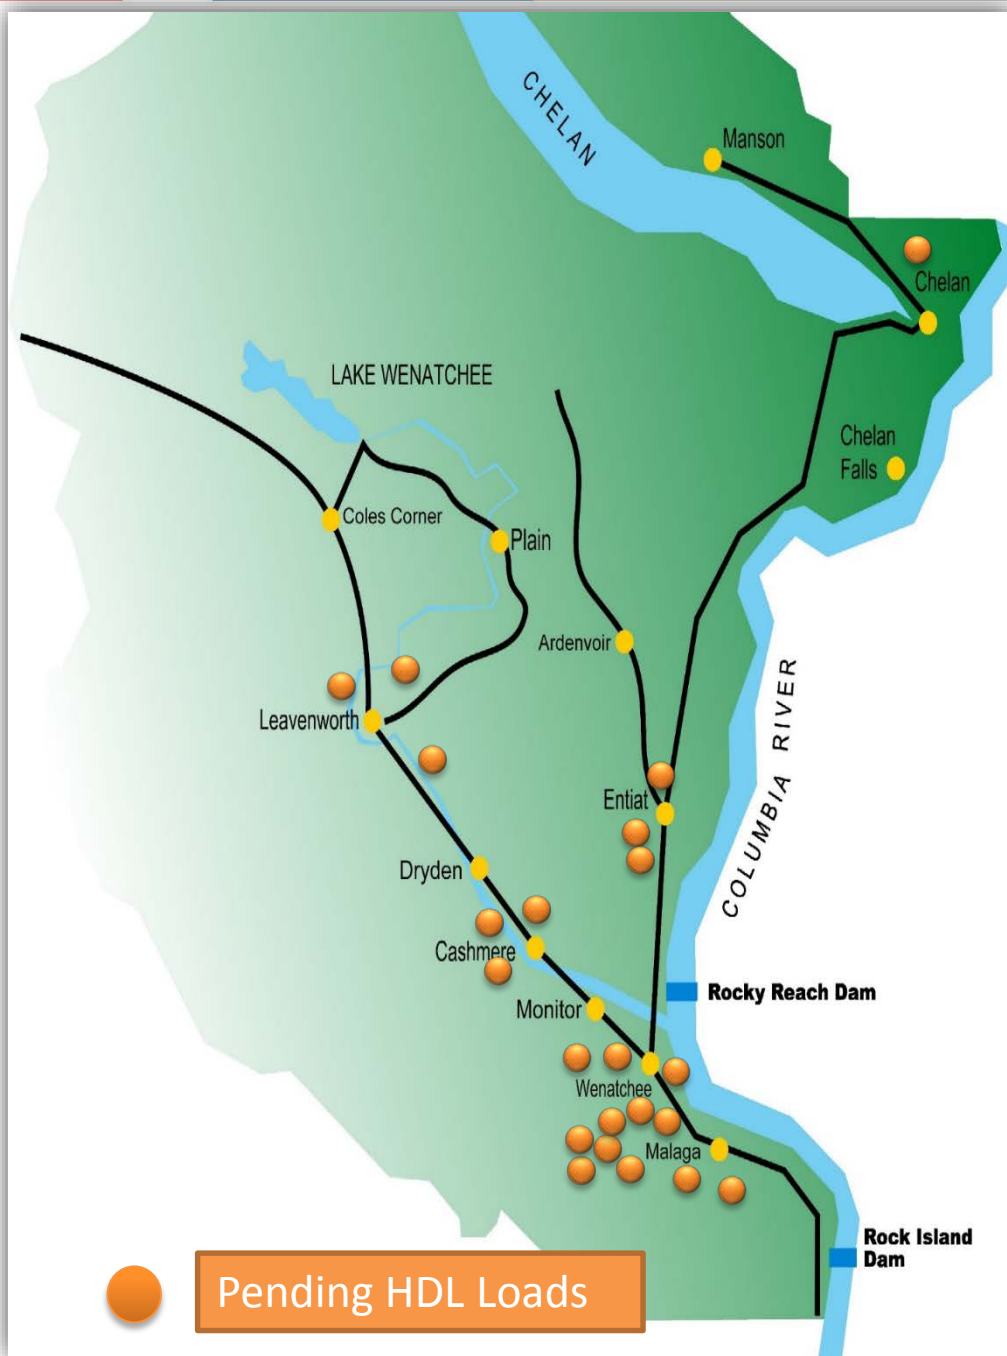 CHELAN
Manson
Chelan
LAKE WENATCHEE
Chelan
Falls
Coles Corner
Plain
Ardenvoir
COLUMBIA RIVER
Leavenworth
Entiat
Dryden
Cashmere
Rocky Reach Dam
Monitor
Wenatchee
Malaga
Rock Island
Dam
Pending HDL Loads